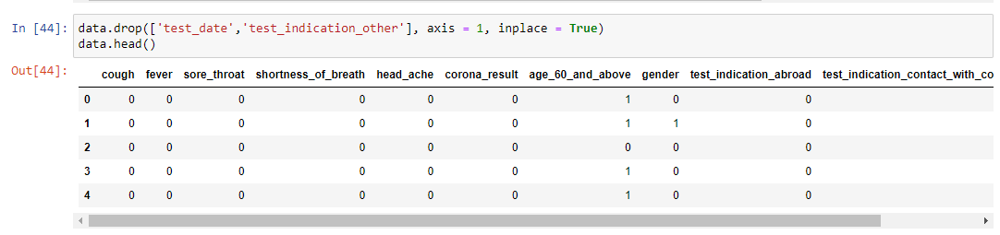 In [44]: data.drop(['test_date','test_indication_other'], axis = 1, inplace = True)
data.head()
Out[44]:
cough fever sore_throat shortness_of_breath head_ache corona_result age_60_and_above gender test_indication_abroad test_indication_contact_with_co
0 0 0 0 0 0 0 1 0 0
1 0 0 0 0 0 0 1 1 0
2 0 0 0 0 0 0 0 0 0
3 0 0 0 0 0 0 1 0 0
4 0 0 0 0 0 0 1 0 0